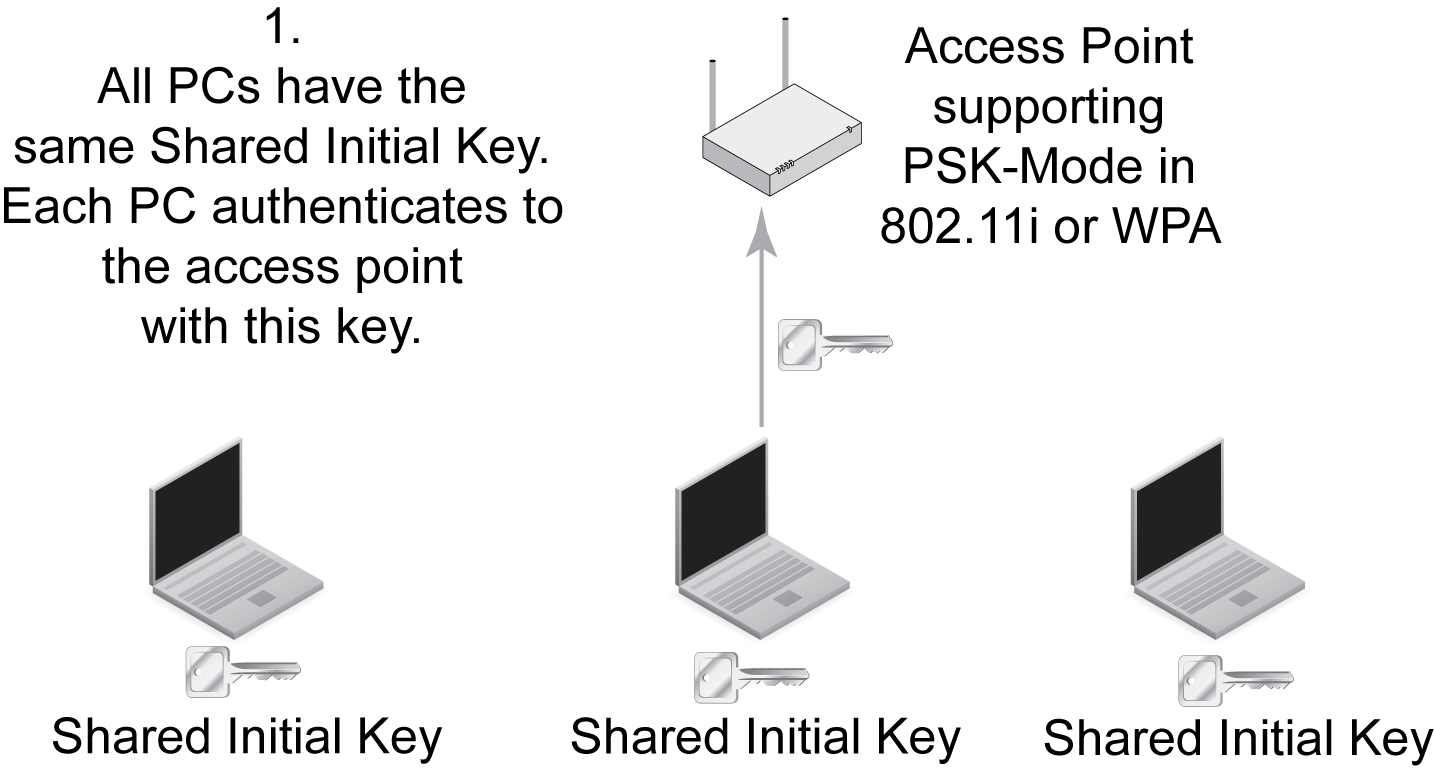 1.
All PCs have the
same Shared Initial Key.
Each PC authenticates to
the access point
with this key.
Access Point
supporting
PSK-Mode in
802.11i or WPA
Shared Initial Key
Shared Initial Key
Shared Initial Key